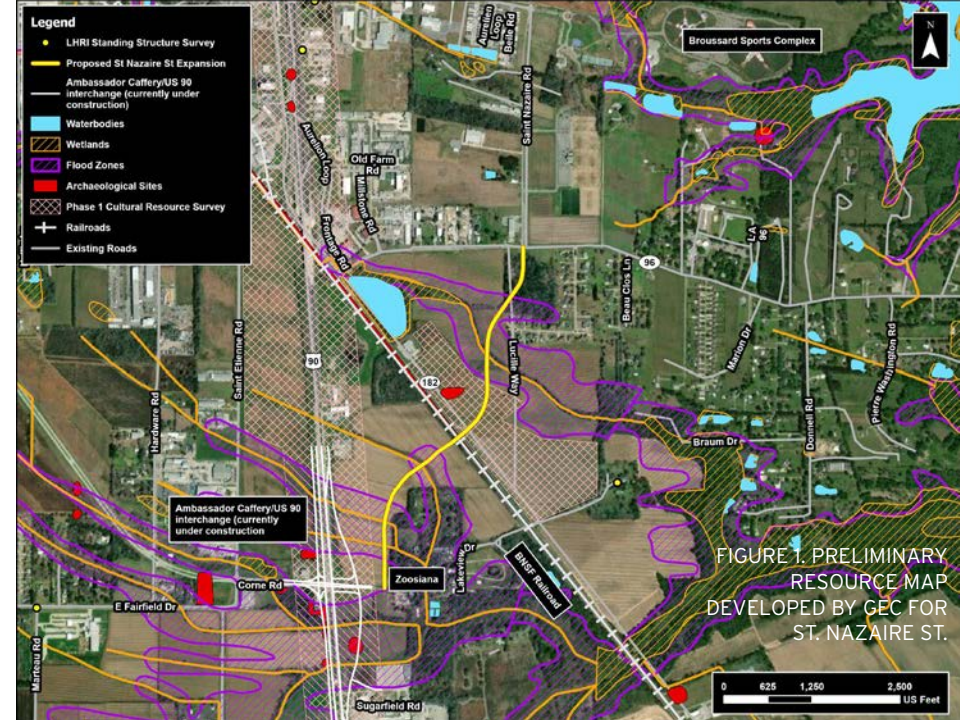 Legend
LHRI Standing Structure Survey
Proposed St Nazaire St Expansion
Ambassador Caffery/US 90
interchange (currently under
construction)
Waterbodies
Wetlands
Flood Zones
Archaeological Sites
Phase 1 Cultural Resource Survey
Railroads
Existing Roads
Aurelien
Loop
Belle Rd
Saint Nazaire Rd
Broussard Sports Complex
N
Aurelien Loop
Old Farm
Rd
Millstone Rd
Frontage Rd
LA
96
96
Beau Clos Ln
Marion Dr
Pierre Washington Rd
Saint Etienne Rd
90
182
Lucille Way
Hardware Rd
Donnell Rd
Braum Dr
Ambassador Caffery/US 90
interchange (currently
under construction
Zoosiana
Lakeview Dr
BNSF Railroad
Corne Rd
E Fairfield Dr
Marteau Rd
Sugarfield Rd
FIGURE 1. PRELIMINARY
RESOURCE MAP
DEVELOPED BY GEC FOR
ST. NAZAIRE ST.
0 625 1,250 2,500
US Feet